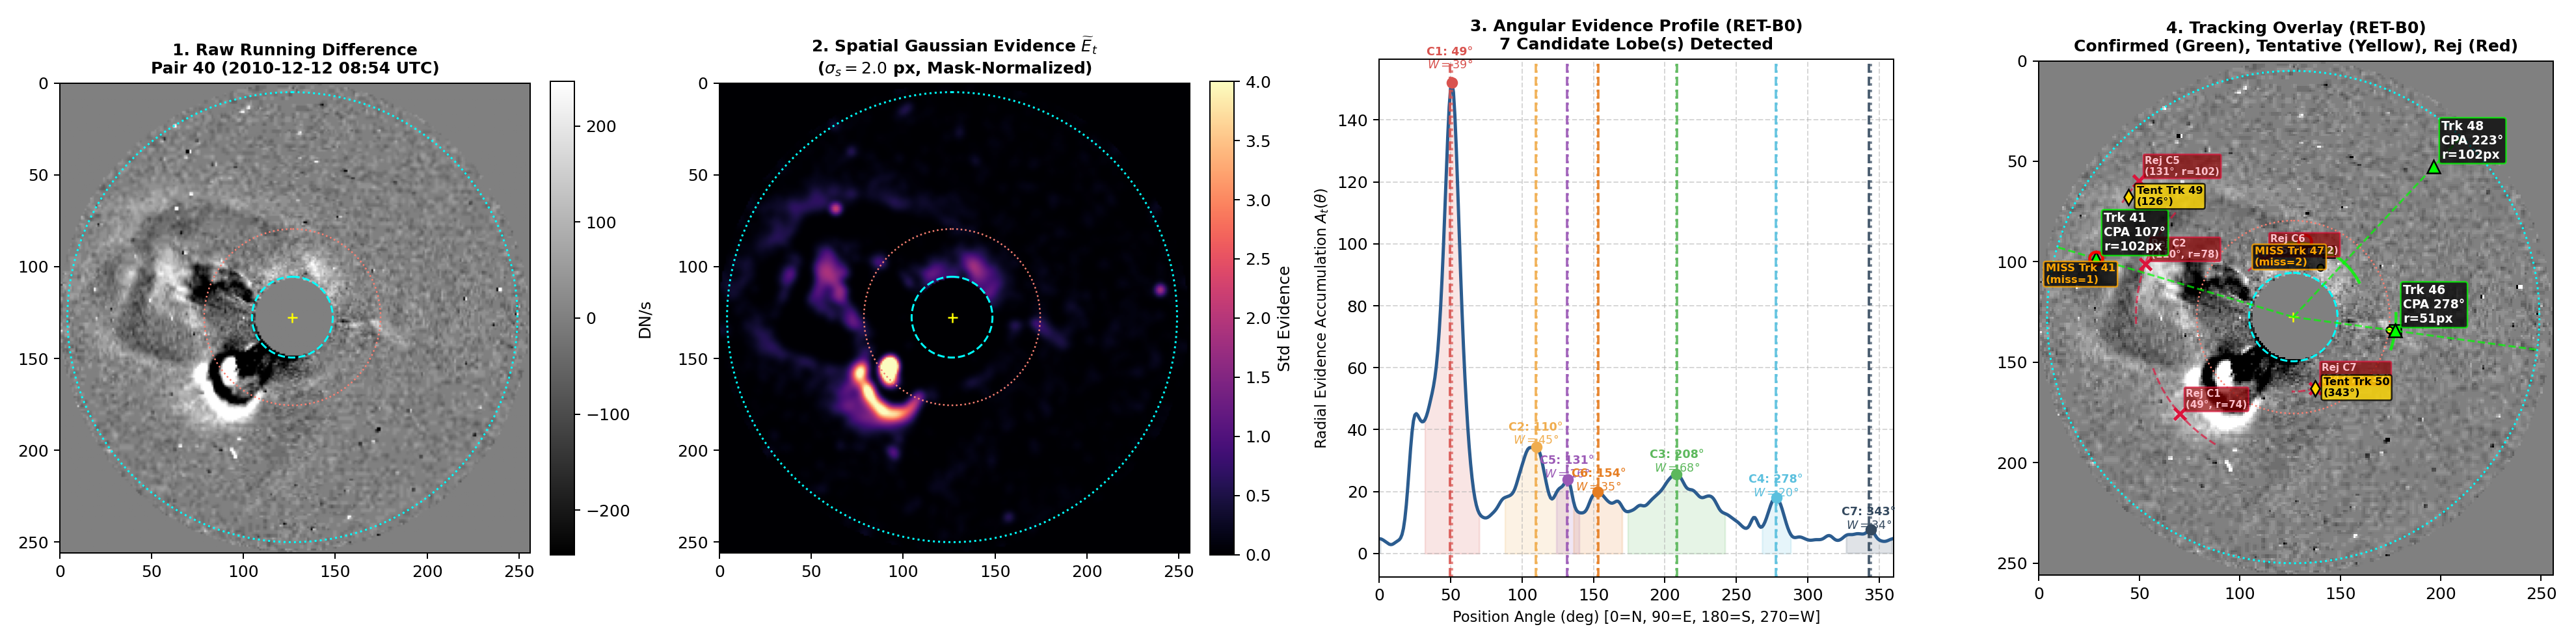 1. Raw Running Difference
Pair 40 (2010-12-12 08:54 UTC)
0
50
100
150
200
250
0
50
100
150
200
250
200
100
0
−100
−200
DN/s
2. Spatial Gaussian Evidence Ẽt
(σs = 2.0 px, Mask-Normalized)
0
50
100
150
200
250
0
50
100
150
200
250
4.0
3.5
3.0
2.5
2.0
1.5
1.0
0.5
0.0
Std Evidence
3. Angular Evidence Profile (RET-B0)
7 Candidate Lobe(s) Detected
C1: 49°
W=39°
C2: 110°
W=45°
C5: 131°
C6: 154°
W=35°
C3: 208°
W=68°
C4: 278°
W=20°
C7: 343°
W=34°
140
120
100
80
60
40
20
0
0
50
100
150
200
250
300
350
Radial Evidence Accumulation At(θ)
Position Angle (deg) [0=N, 90=E, 180=S, 270=W]
4. Tracking Overlay (RET-B0)
Confirmed (Green), Tentative (Yellow), Rej (Red)
0
50
100
150
200
250
0
50
100
150
200
250
Trk 48
CPA 223°
r=102px
Rej C5
(131°, r=102)
Tent Trk 49
(126°)
Trk 41
CPA 107°
r=102px
C2
r=78)
MISS Trk 41
(miss=1)
Rej C6
MISS Trk 47
(miss=2)
Trk 46
CPA 278°
r=51px
Rej C7
Tent Trk 50
(343°)
Rej C1
(49°, r=74)